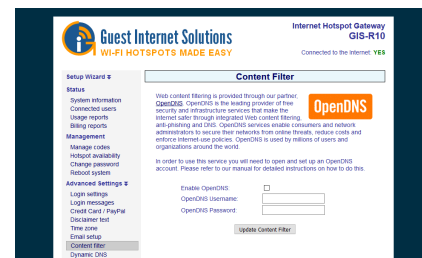 Guest Internet Solutions
WI-FI HOTSPOTS MADE EASY
Internet Hotspot Gateway
GIS-R10
Connected to the Internet: YES
Setup Wizard
Status
System information
Connected users
Usage reports
Billing reports
Management
Manage codes
Hotspot availability
Change password
Reboot system
Advanced Settings
Login settings
Login messages
Credit Card / PayPal
Disclaimer text
Time zone
Email setup
Content filter
Dynamic DNS
Content Filter
Web content filtering is provided through our partner,
OpenDNS. OpenDNS is the leading provider of free
security and infrastructure services that make the
Internet safer through integrated Web content filtering,
anti-phishing and DNS. OpenDNS services enable consumers and network
administrators to secure their networks from online threats, reduce costs and
enforce Internet-use policies. OpenDNS is used by millions of users and
organizations around the world.
OpenDNS
In order to use this service you will need to open and set up an OpenDNS
account. Please refer to our manual for detailed instructions on how to do this.
Enable OpenDNS:
OpenDNS Username:
OpenDNS Password:
Update Content Filter